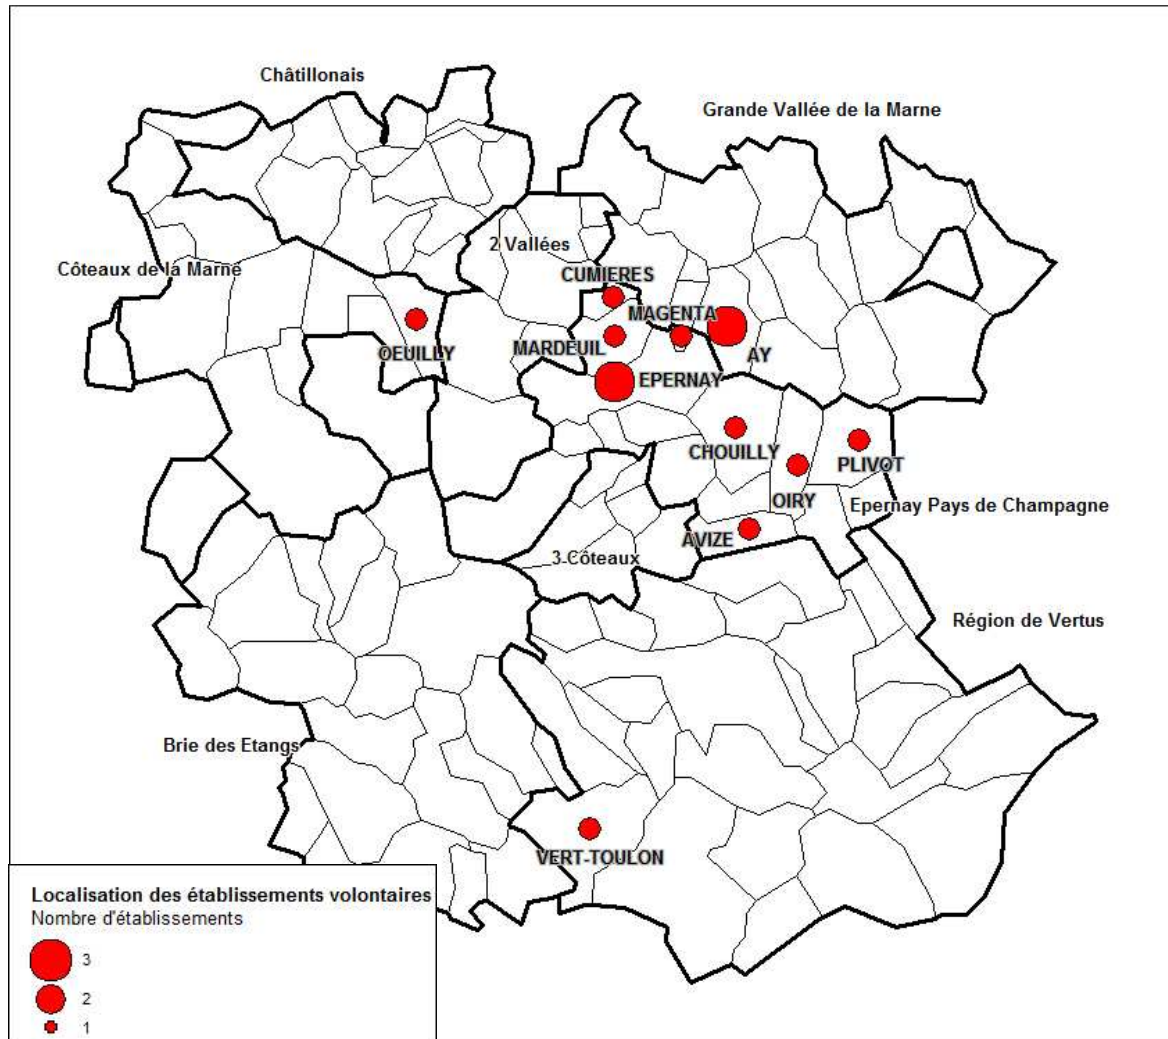 Châtillonais
Grande Vallée de la Marne
2 Vallées
Côteaux de la Marne
CUMIERES
MAGENTA
OEUILLY
MARDEUIL
AY
EPERNAY
CHOUILLY
PLIVOT
OIRY
Epernay Pays de Champagne
AVIZE
3 Côteaux
Région de Vertus
Brie des Etangs
VERT-TOULON
Localisation des établissements volontaires
Nombre d'établissements
3
2
1